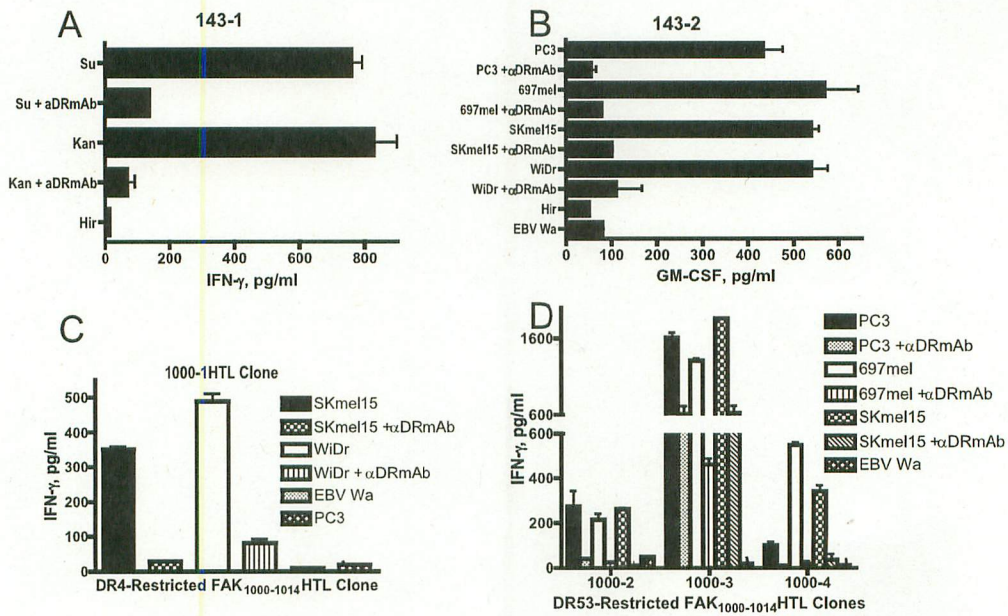 A
143-1
Su
Su + aDRmAb
Kan
Kan + aDRmAb
Hir
0 200 400 600 800
IFN-γ, pg/ml
B
143-2
PC3
PC3 +αDRmAb
697mel
697mel +αDRmAb
SKmel15
SKmel15 +αDRmAb
WiDr
WiDr +αDRmAb
Hir
EBV Wa
0 100 200 300 400 500 600
GM-CSF, pg/ml
C
1000-1HTL Clone
IFN-γ, pg/ml
500
400
300
200
100
0
SKmel15
SKmel15 +αDRmAb
WiDr
WiDr + αDRmAb
EBV Wa
PC3
DR4-Restricted FAK1000-1014HTL Clone
D
IFN-γ, pg/ml
1600
600
600
400
200
0
1000-2 1000-3 1000-4
DR53-Restricted FAK1000-1014HTL Clones
PC3
PC3 +αDRmAb
697mel
697mel +αDRmAb
SKmel15
SKmel15 +αDRmAb
EBV Wa